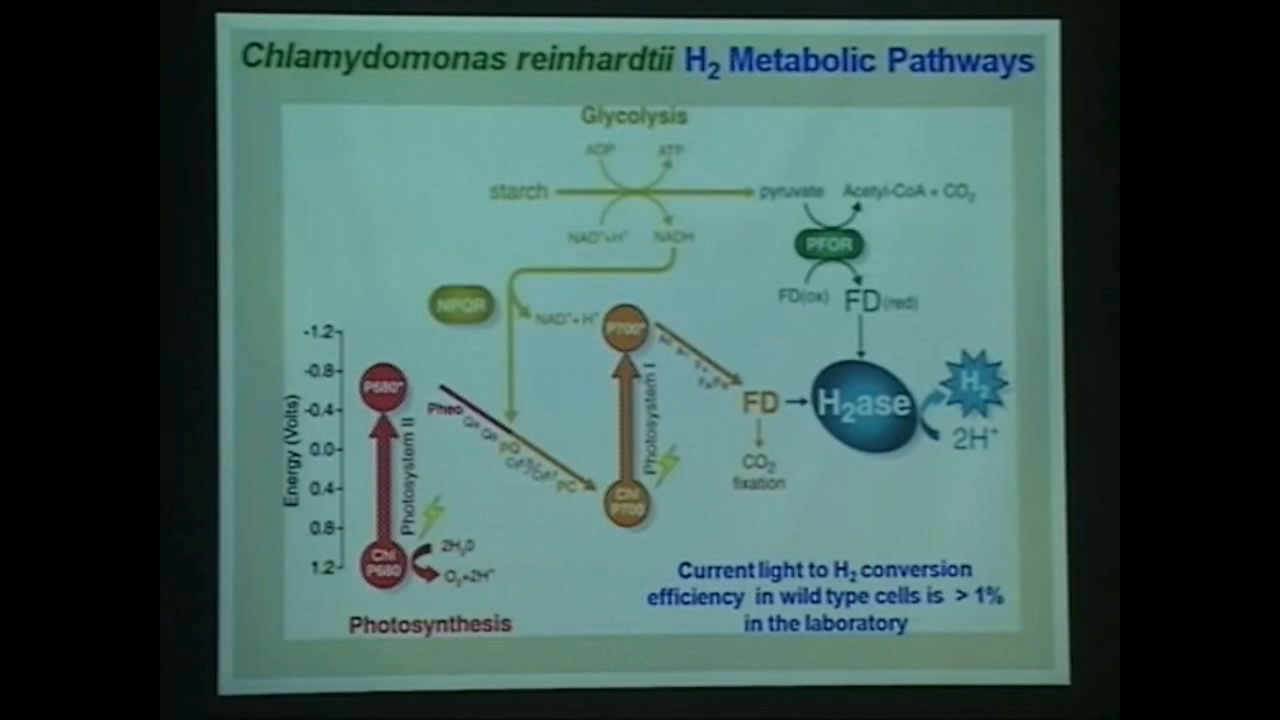 Chlamydomonas reinhardtii H₂ Metabolic Pathways
Glycolysis
ADP ATP
starch
pyruvate Acetyl-CoA + CO₂
NAD⁺+H⁺ NADH
PFOR
FD(ox) FD(red)
NPQR
NAD⁺+ H⁺
P700*
-1.2
-0.8
-0.4
0.0
0.4
0.8
1.2
Energy (Volts)
P680*
Photosystem II
Chl
P680
2H₂0
O₂+2H⁺
Pheo
PQ
PC
Photosystem I
Chl
P700
FD
CO₂
fixation
H₂ase
H₂
2H⁺
Photosynthesis
Current light to H₂ conversion
efficiency in wild type cells is > 1%
in the laboratory